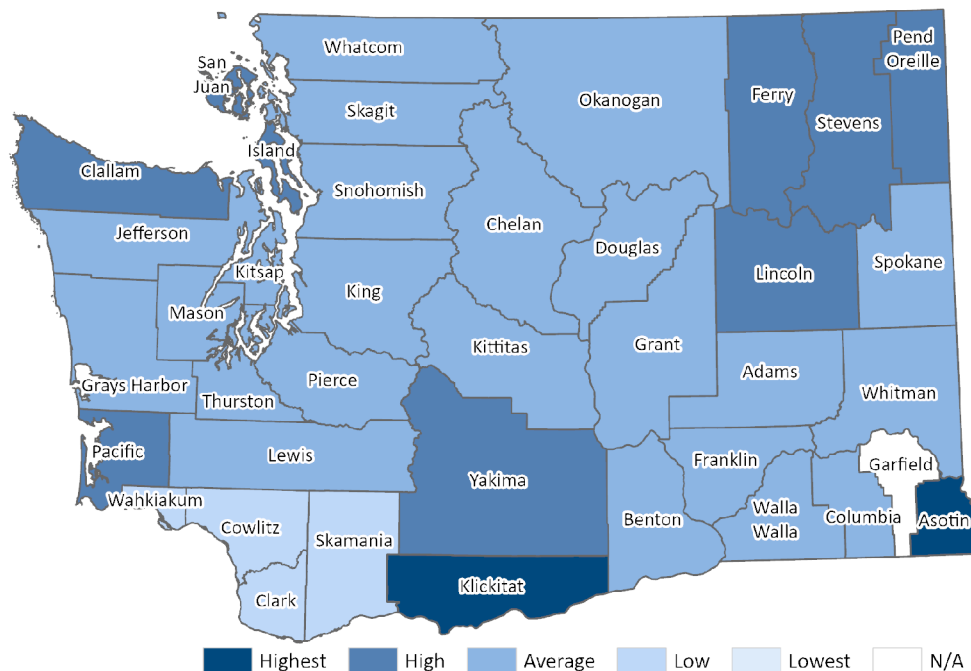 Whatcom
San
Juan
Skagit
Island
Okanogan
Ferry
Stevens
Pend
Oreille
Clallam
Snohomish
Jefferson
Chelan
Douglas
Kitsap
King
Lincoln
Spokane
Mason
Kittitas
Grant
Adams
Grays Harbor
Thurston
Pierce
Whitman
Pacific
Lewis
Yakima
Franklin
Garfield
Wahkiakum
Cowlitz
Skamania
Benton
Walla
Walla
Columbia
Asotin
Clark
Klickitat
Highest
High
Average
Low
Lowest
N/A